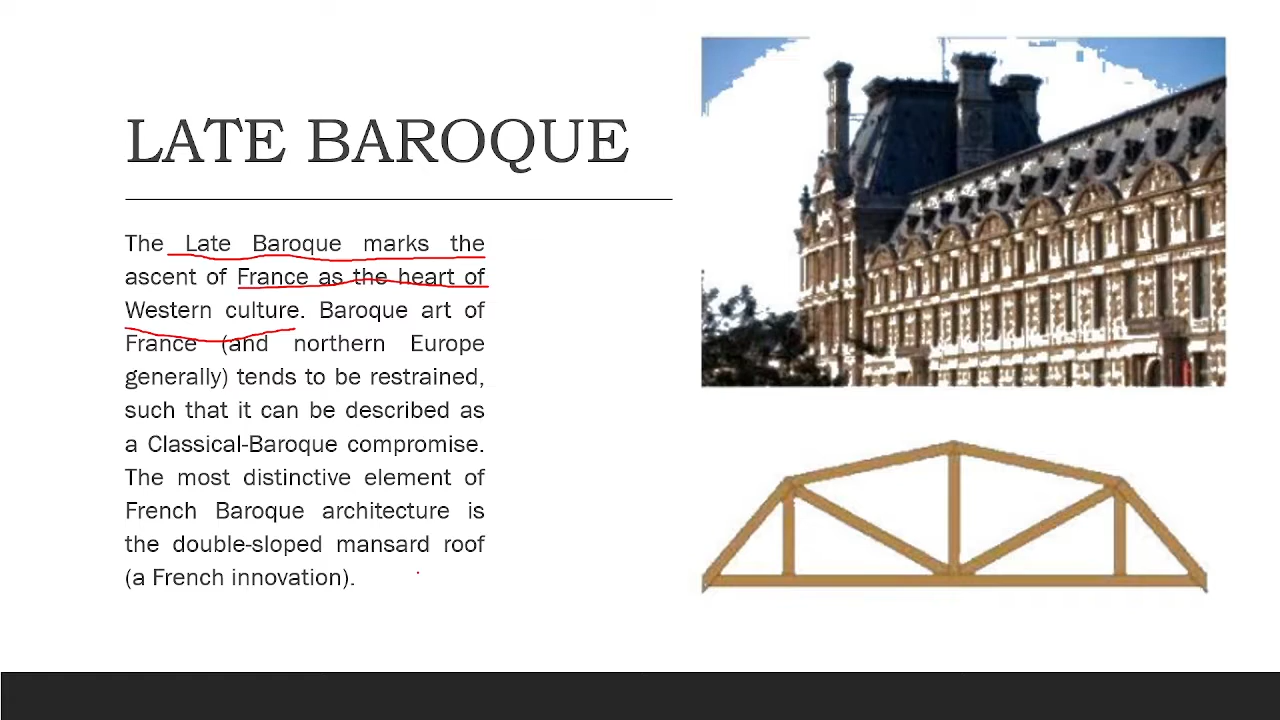 LATE BAROQUE
The Late Baroque marks the
ascent of France as the heart of
Western culture. Baroque art of
France (and northern Europe
generally) tends to be restrained,
such that it can be described as
a Classical-Baroque compromise.
The most distinctive element of
French Baroque architecture is
the double-sloped mansard roof
(a French innovation).